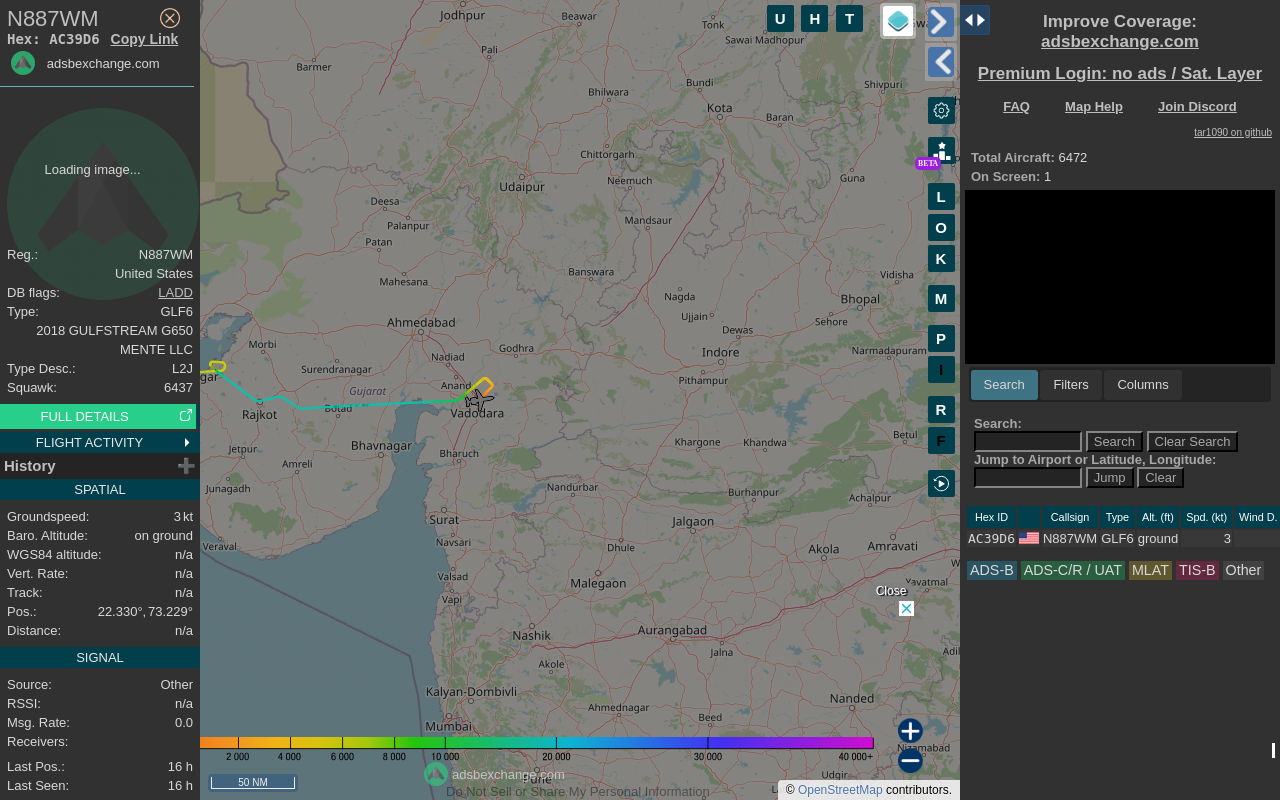 N887WM
Hex: AC39D6 Copy Link
adsbexchange.com
Loading image...
Reg.: N887WM
United States
DB flags: LADD
Type: GLF6
2018 GULFSTREAM G650
MENTE LLC
Type Desc.: L2J
Squawk: 6437
FULL DETAILS
FLIGHT ACTIVITY
History
SPATIAL
Groundspeed: 3 kt
Baro. Altitude: on ground
WGS84 altitude: n/a
Vert. Rate: n/a
Track: n/a
Pos.: 22.330°, 73.229°
Distance: n/a
SIGNAL
Source: Other
RSSI: n/a
Msg. Rate: 0.0
Receivers:
Last Pos.: 16 h
Last Seen: 16 h
Jodhpur
Beawar
Tonk
Sawai Madhopur
Pali
Barmer
Bundi
Shivpuri
Bhilwara
Kota
Baran
Chittorgarh
Udaipur
Neemuch
Guna
Deesa
Palanpur
Mandsaur
Patan
Banswara
Vidisha
Mahesana
Nagda
Bhopal
Ahmedabad
Ujjain
Sehore
Dewas
Morbi
Godhra
Indore
Narmadapuram
Nadiad
Surendranagar
gar
Pithampur
Anand
Gujarat
Rajkot
Botad
Vadodara
Betul
Jetpur
Bhavnagar
Bharuch
Khargone
Khandwa
Amreli
Junagadh
Nandurbar
Burhanpur
Achalpur
Surat
Jalgaon
Veraval
Navsari
Dhule
Akola
Amravati
Valsad
Malegaon
Yavatmal
Vapi
Close
Nashik
Aurangabad
Jalna
Akole
Kalyan-Dombivli
Nanded
Ahmednagar
Beed
Mumbai
Nizamabad
Pune
Udgir
U H T
BETA
L
O
K
M
P
I
R
F
2 000 4 000 6 000 8 000 10 000 20 000 30 000 40 000+
50 NM
adsbexchange.com
Do Not Sell or Share My Personal Information
© OpenStreetMap contributors.
Improve Coverage:
adsbexchange.com
Premium Login: no ads / Sat. Layer
FAQ Map Help Join Discord
tar1090 on github
Total Aircraft: 6472
On Screen: 1
Search Filters Columns
Search:
Search Clear Search
Jump to Airport or Latitude, Longitude:
Jump Clear
Hex ID Callsign Type Alt. (ft) Spd. (kt) Wind D.
AC39D6 N887WM GLF6 ground 3
ADS-B ADS-C/R / UAT MLAT TIS-B Other